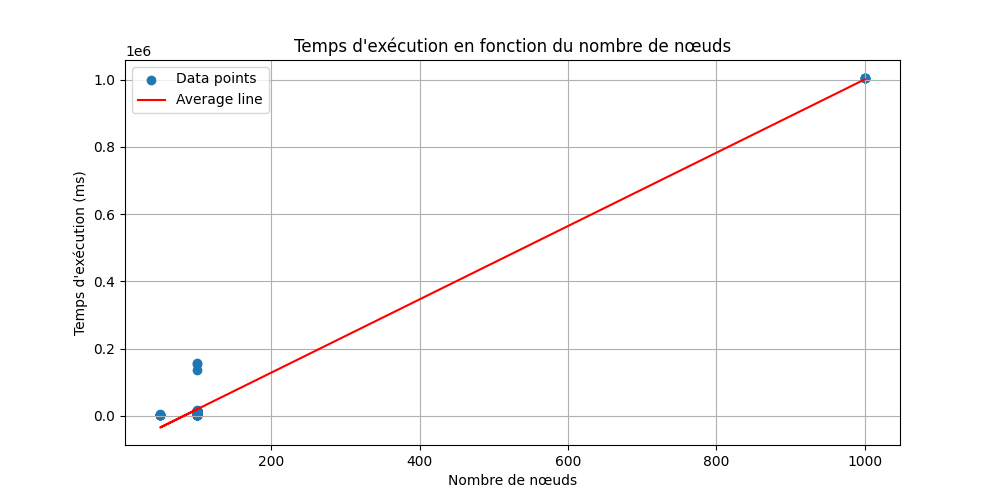 Temps d'exécution en fonction du nombre de nœuds
1e6
Data points
Average line
1.0
0.8
0.6
0.4
0.2
0.0
Temps d'exécution (ms)
200
400
600
800
1000
Nombre de nœuds